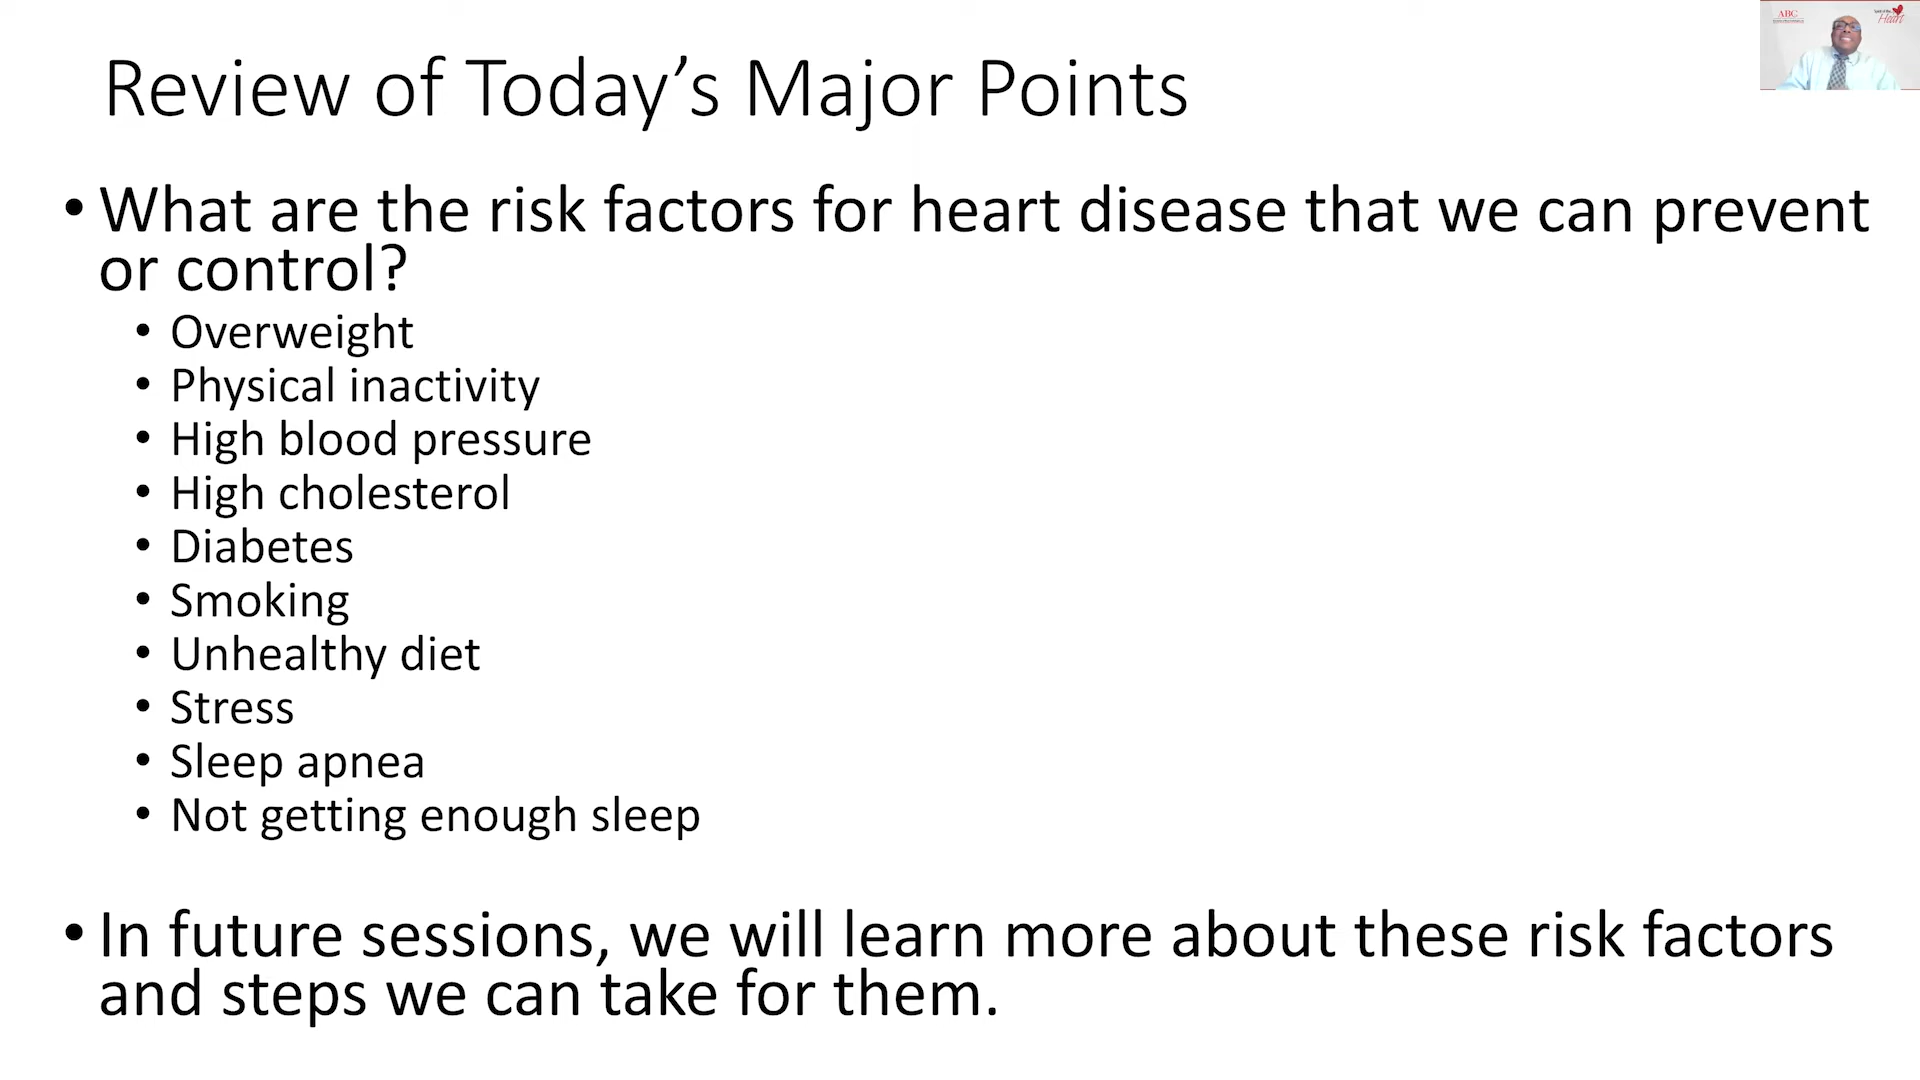 Review of Today's Major Points
• What are the risk factors for heart disease that we can prevent
or control?
• Overweight
• Physical inactivity
• High blood pressure
• High cholesterol
• Diabetes
• Smoking
• Unhealthy diet
• Stress
• Sleep apnea
• Not getting enough sleep
• In future sessions, we will learn more about these risk factors
and steps we can take for them.
ABC
Heart